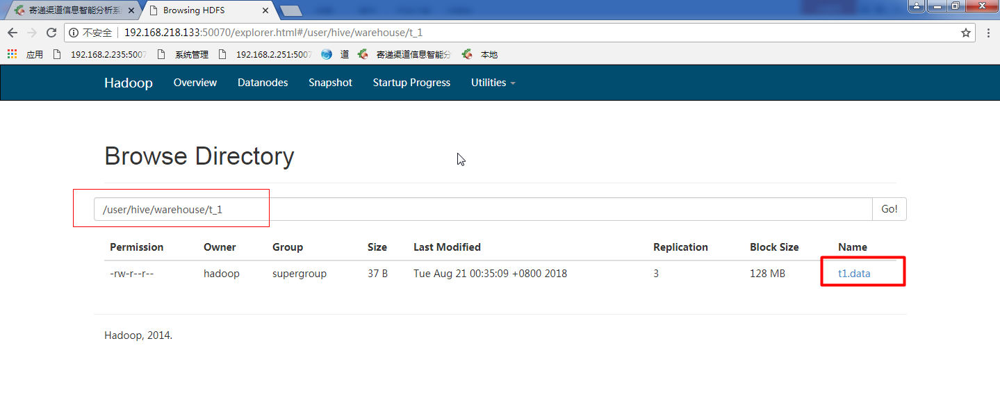 寄递渠道信息智能分析系 Browsing HDFS
不安全 192.168.218.133:50070/explorer.html#/user/hive/warehouse/t_1
应用 192.168.2.235:5007 系统管理 192.168.2.251:5007 道 寄递渠道信息智能分 本地
Hadoop Overview Datanodes Snapshot Startup Progress Utilities
Browse Directory
/user/hive/warehouse/t_1 Go!
Permission Owner Group Size Last Modified Replication Block Size Name
-rw-r--r-- hadoop supergroup 37 B Tue Aug 21 00:35:09 +0800 2018 3 128 MB t1.data
Hadoop, 2014.